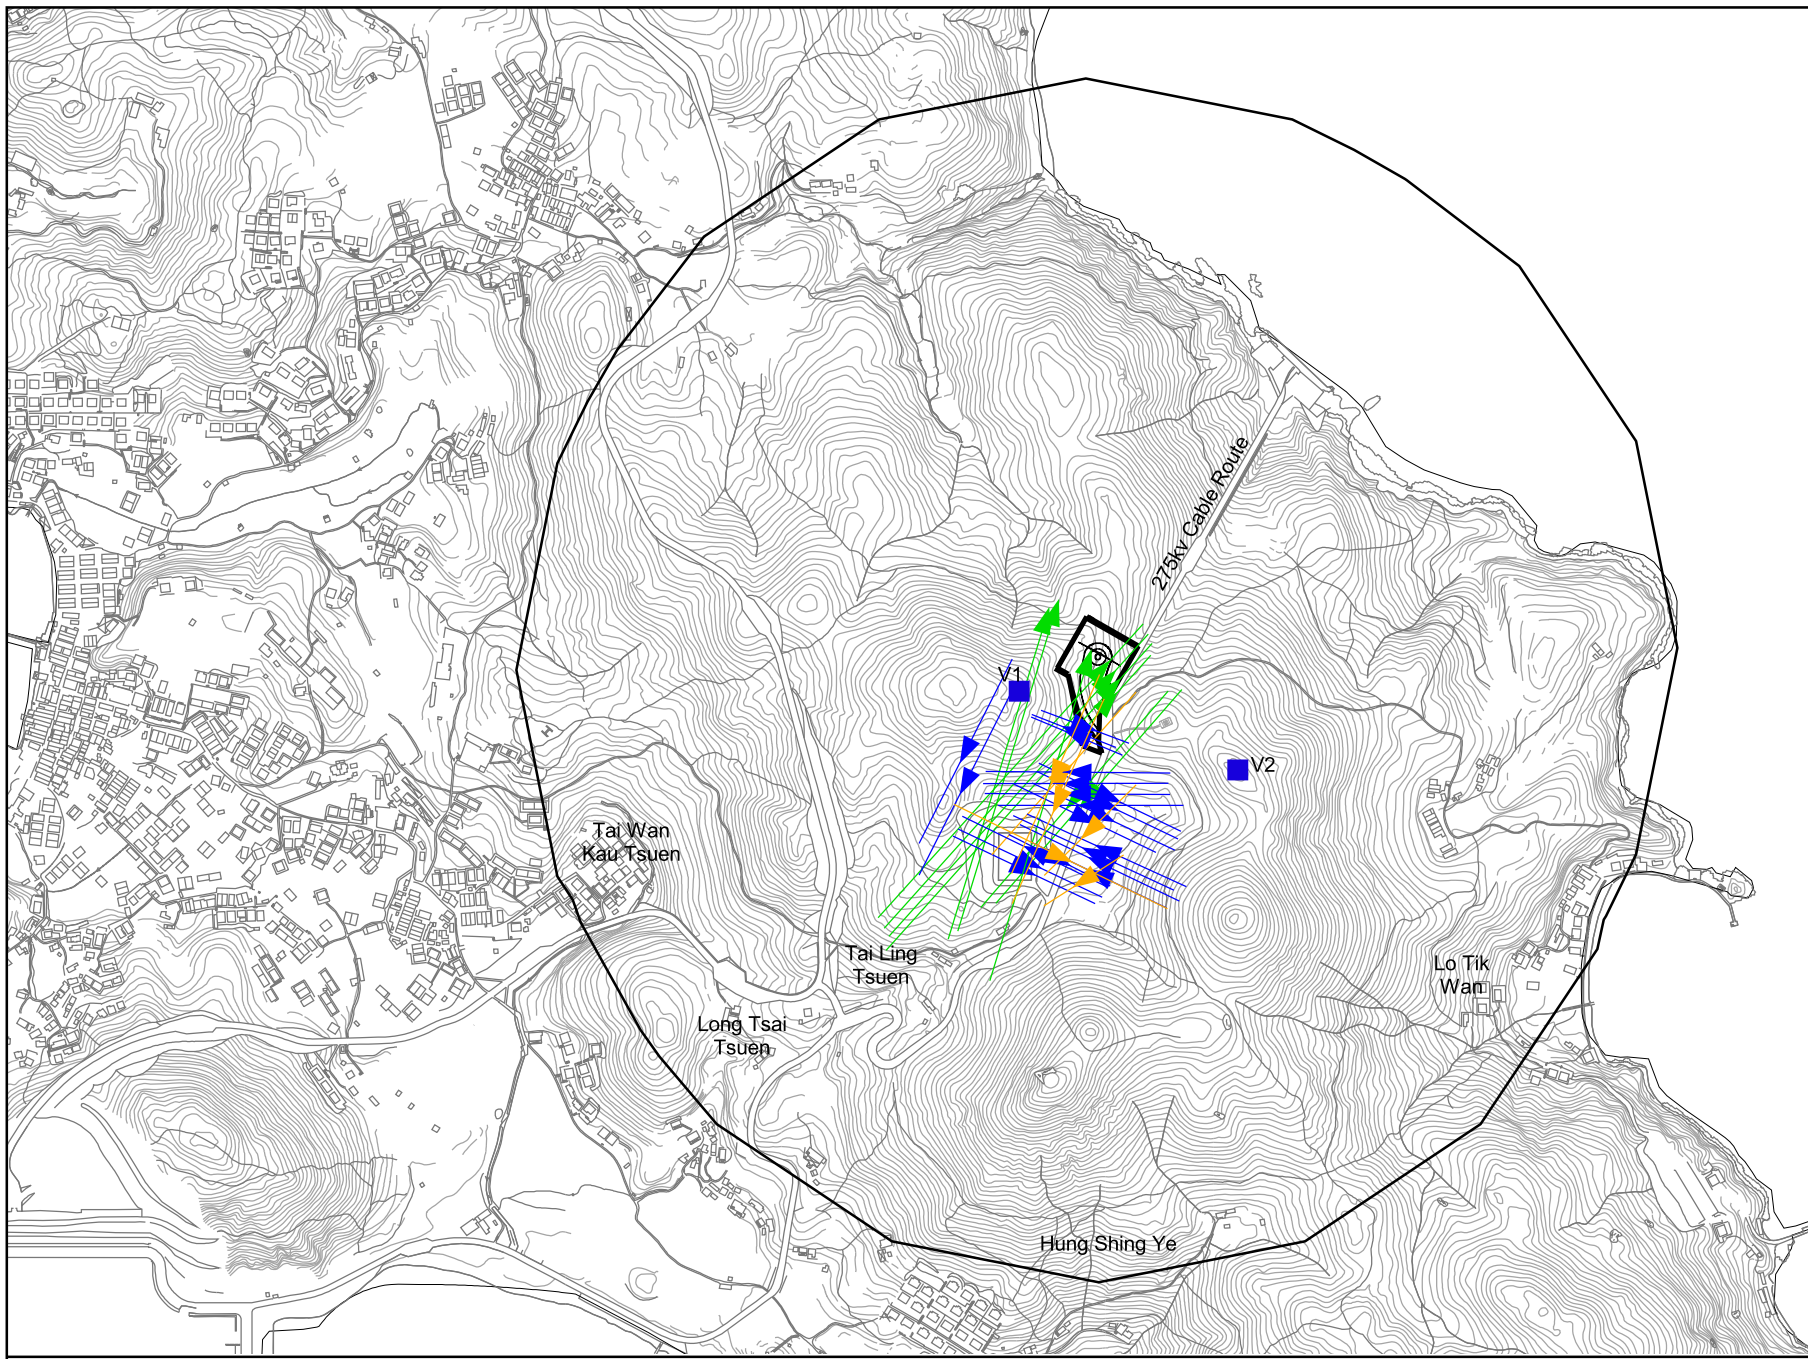 275kv Cable Route
V1
V2
Tai Wan
Kau Tsuen
Tai Ling
Tsuen
Lo Tik
Wan
Long Tsai
Tsuen
Hung Shing Ye